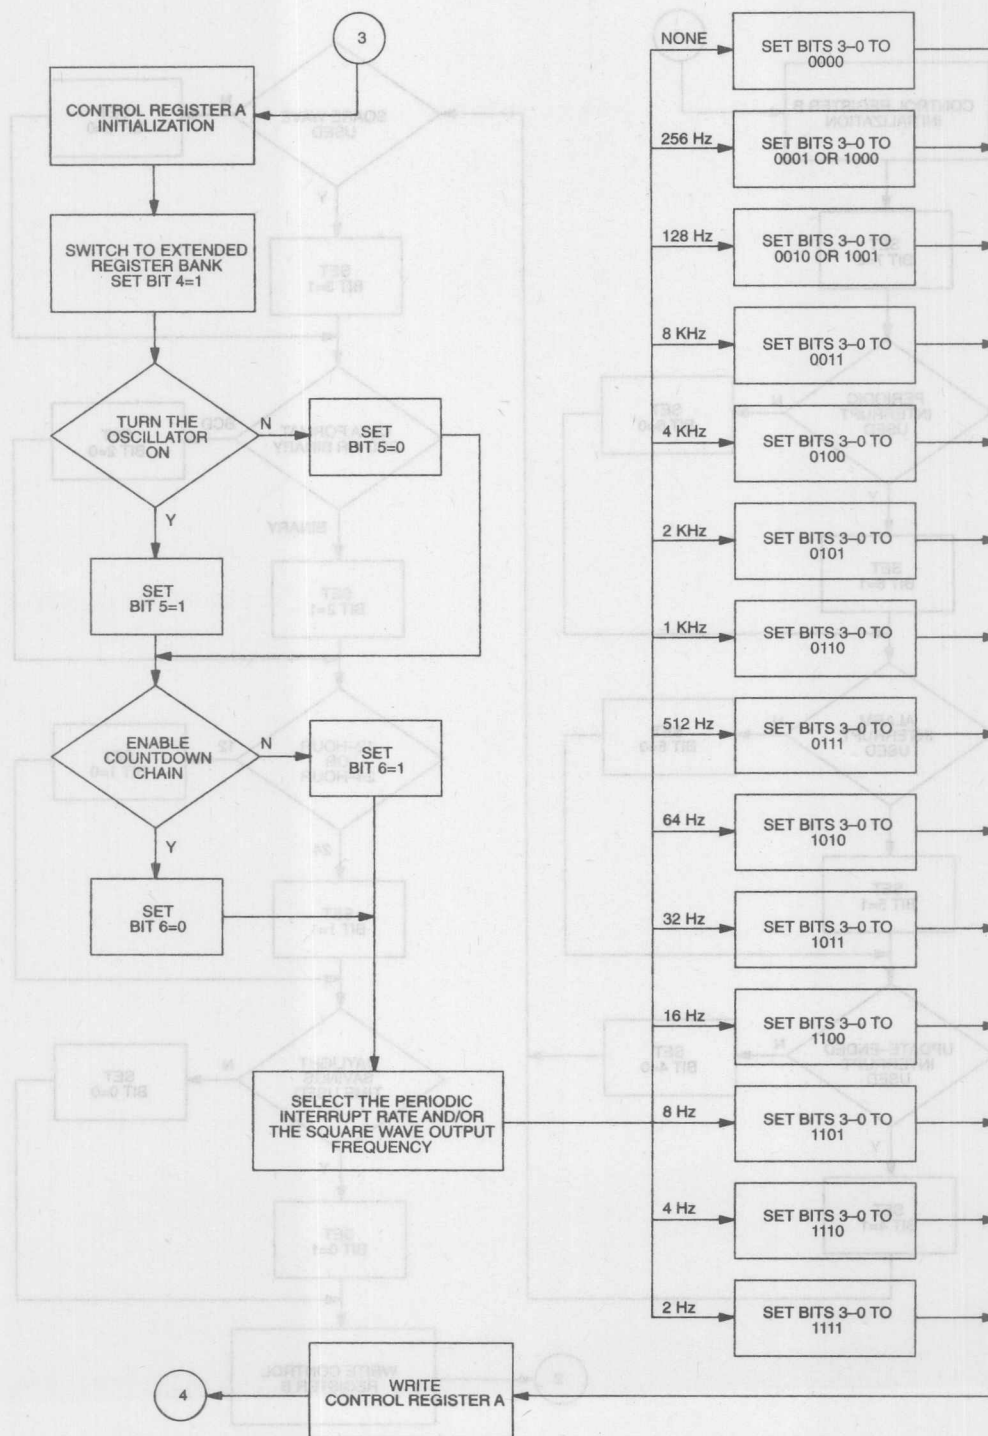 3
CONTROL REGISTER A
INITIALIZATION
SWITCH TO EXTENDED
REGISTER BANK
SET BIT 4=1
TURN THE
OSCILLATOR
ON
N
SET
BIT 5=0
Y
SET
BIT 5=1
ENABLE
COUNTDOWN
CHAIN
N
SET
BIT 6=1
Y
SET
BIT 6=0
SELECT THE PERIODIC
INTERRUPT RATE AND/OR
THE SQUARE WAVE OUTPUT
FREQUENCY
NONE
SET BITS 3–0 TO
0000
256 Hz
SET BITS 3–0 TO
0001 OR 1000
128 Hz
SET BITS 3–0 TO
0010 OR 1001
8 KHz
SET BITS 3–0 TO
0011
4 KHz
SET BITS 3–0 TO
0100
2 KHz
SET BITS 3–0 TO
0101
1 KHz
SET BITS 3–0 TO
0110
512 Hz
SET BITS 3–0 TO
0111
64 Hz
SET BITS 3–0 TO
1010
32 Hz
SET BITS 3–0 TO
1011
16 Hz
SET BITS 3–0 TO
1100
8 Hz
SET BITS 3–0 TO
1101
4 Hz
SET BITS 3–0 TO
1110
2 Hz
SET BITS 3–0 TO
1111
WRITE
CONTROL REGISTER A
4